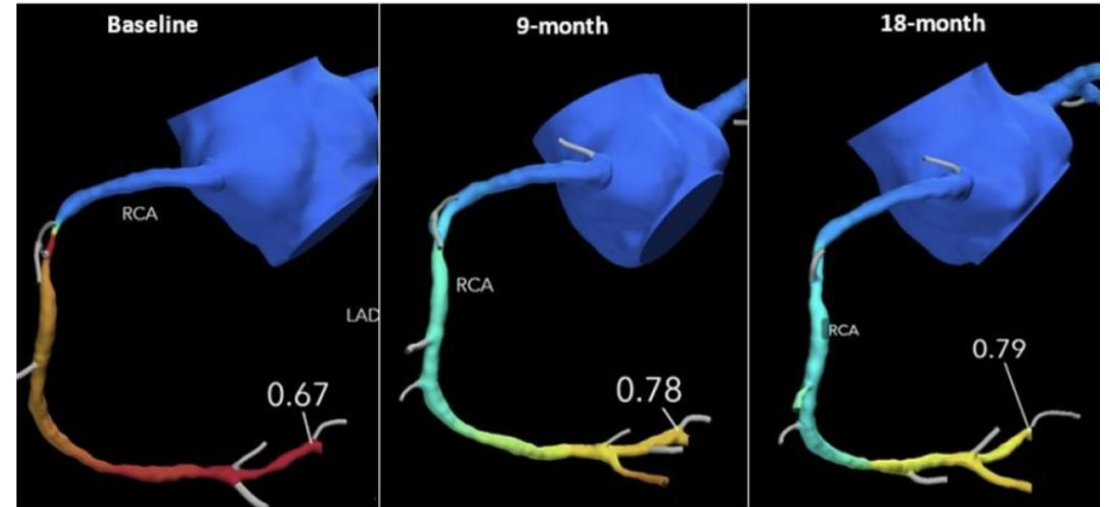 Baseline
RCA
LAD
0.67
9-month
RCA
0.78
18-month
RCA
0.79